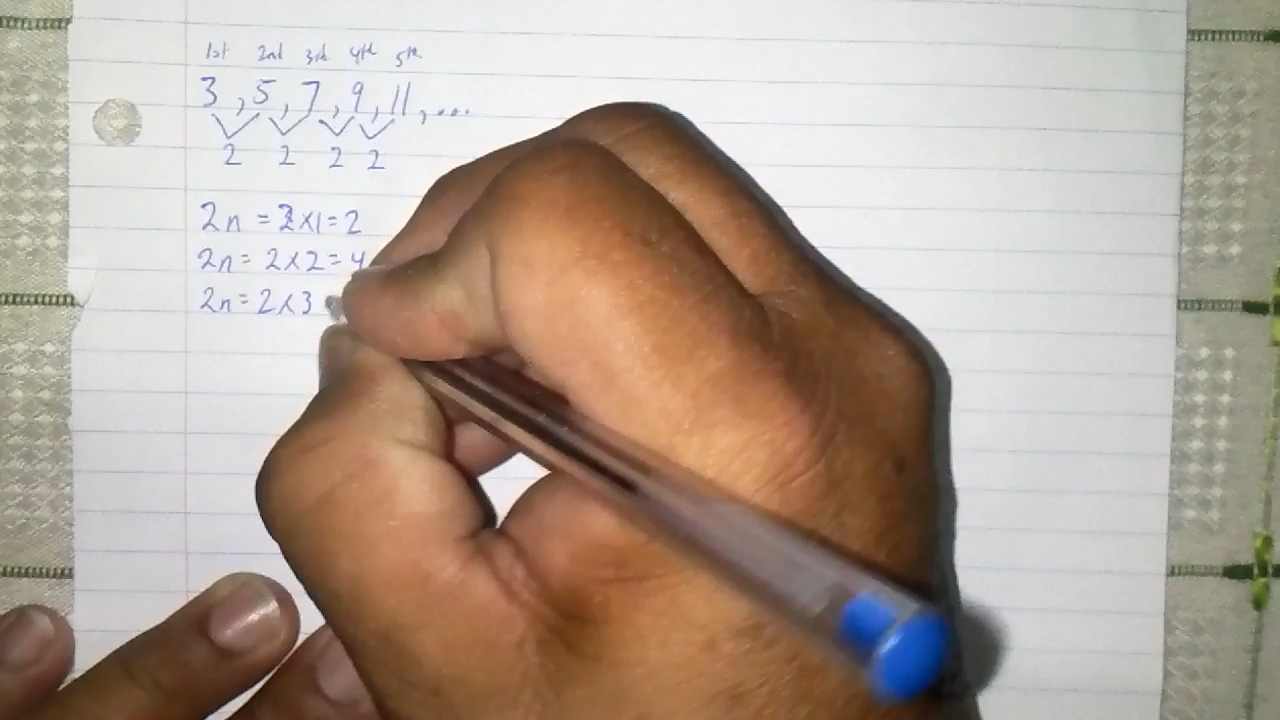 1st 2nd 3rd 4th 5th
3, 5, 7, 9, 11, ...
2 2 2 2
2n = 2×1=2
2n = 2×2=4
2n = 2×3